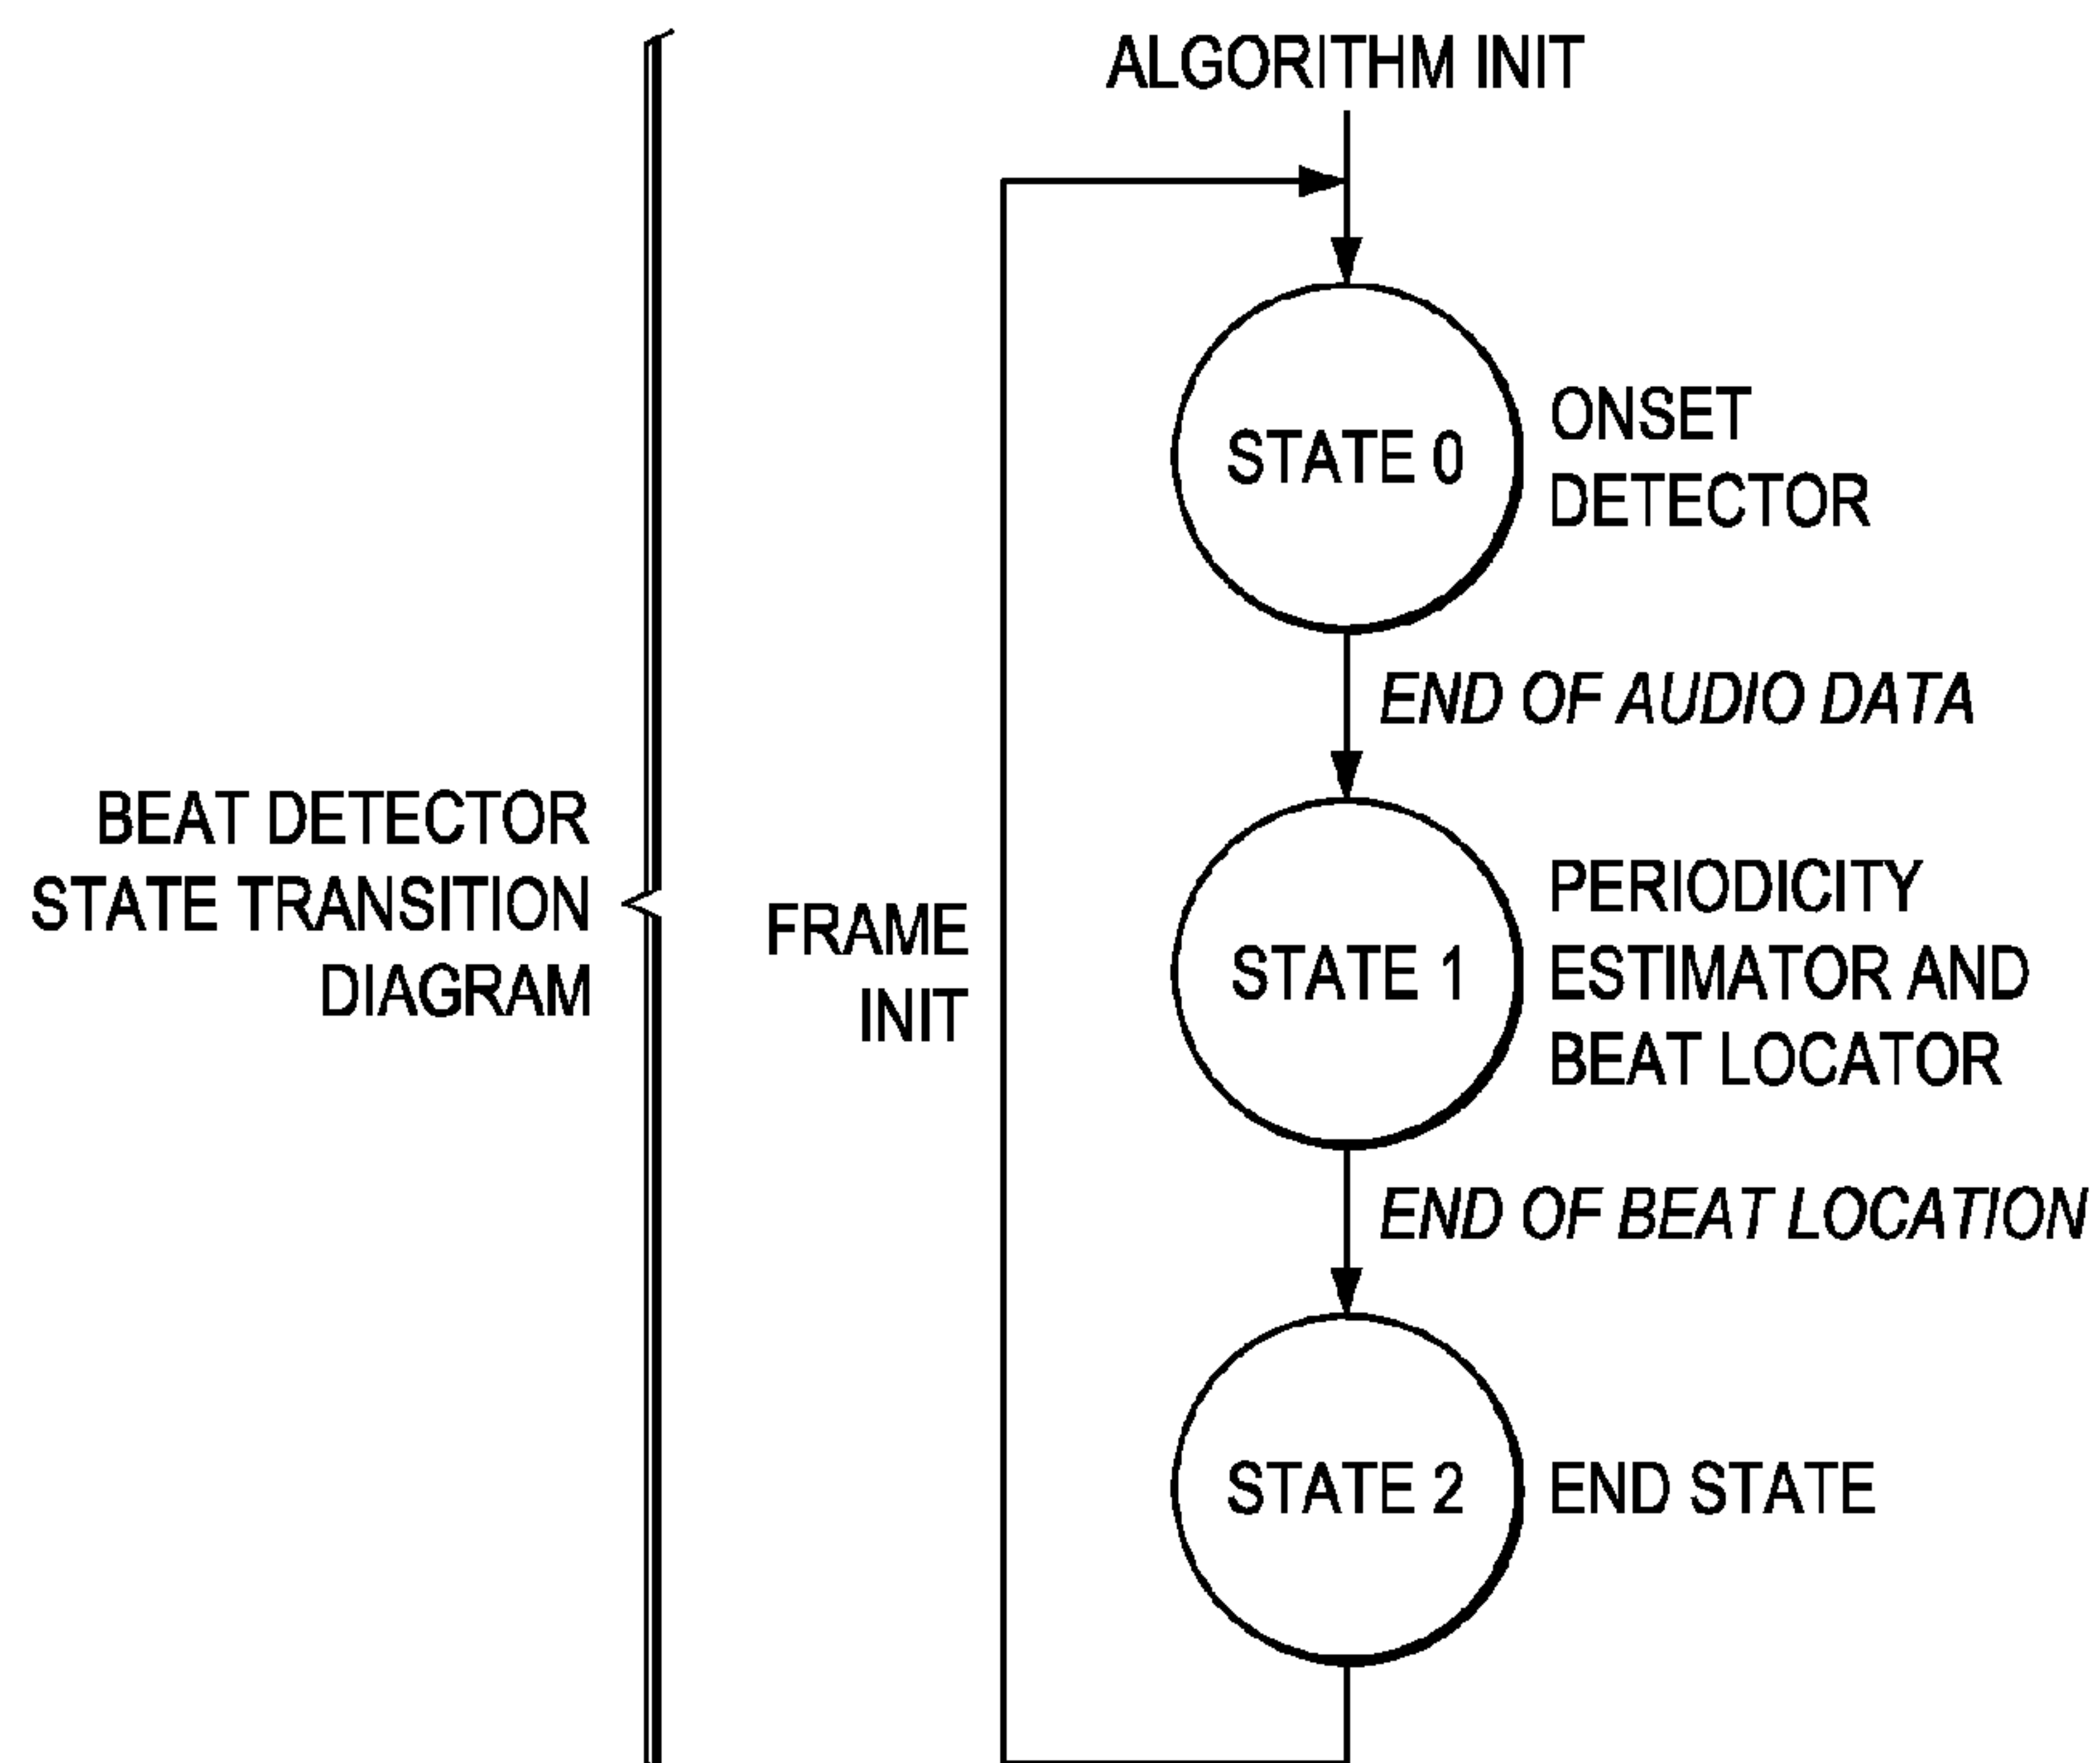 ALGORITHM INIT
STATE 0
ONSET
DETECTOR
END OF AUDIO DATA
BEAT DETECTOR
STATE TRANSITION
DIAGRAM
FRAME
INIT
STATE 1
PERIODICITY
ESTIMATOR AND
BEAT LOCATOR
END OF BEAT LOCATION
STATE 2
END STATE